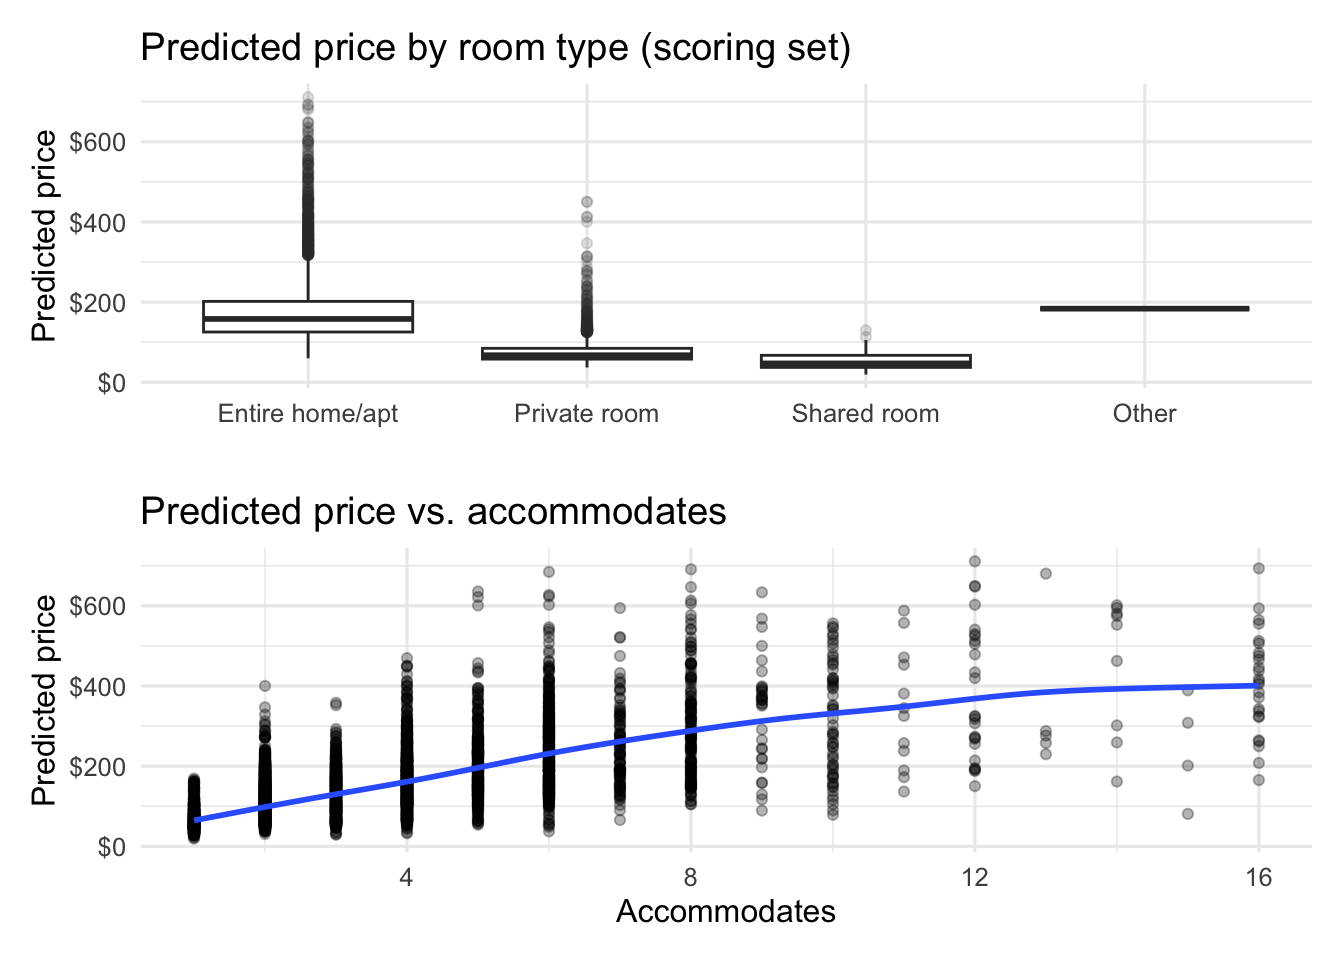 Predicted price by room type (scoring set)
Predicted price
$600
$400
$200
$0
Entire home/apt
Private room
Shared room
Other
Predicted price vs. accommodates
Predicted price
$600
$400
$200
$0
4
8
12
16
Accommodates